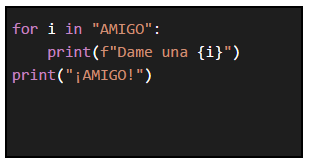 for i in "AMIGO":
    print(f"Dame una {i}")
print("¡AMIGO!")